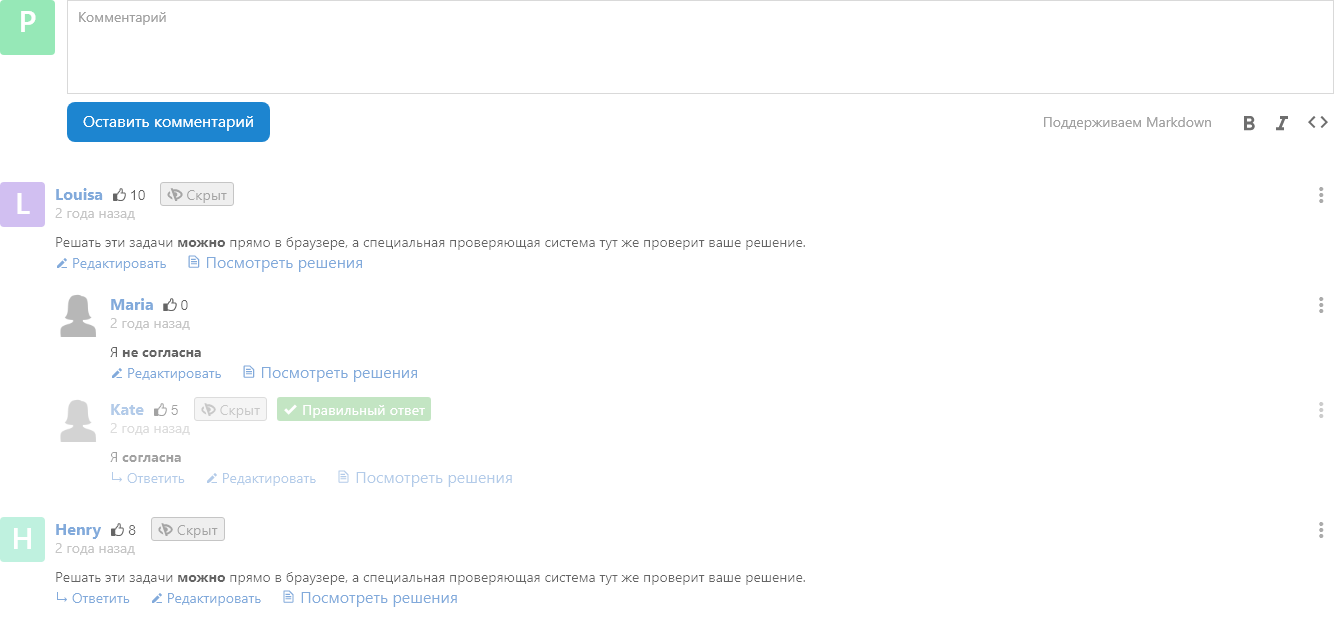 P
Комментарий
Оставить комментарий
Поддерживаем Markdown B I <>
L
Louisa 10 Скрыт
2 года назад
Решать эти задачи можно прямо в браузере, а специальная проверяющая система тут же проверит ваше решение.
Редактировать Посмотреть решения
Maria 0
2 года назад
Я не согласна
Редактировать Посмотреть решения
Kate 5 Скрыт Правильный ответ
2 года назад
Я согласна
Ответить Редактировать Посмотреть решения
H
Henry 8 Скрыт
2 года назад
Решать эти задачи можно прямо в браузере, а специальная проверяющая система тут же проверит ваше решение.
Ответить Редактировать Посмотреть решения